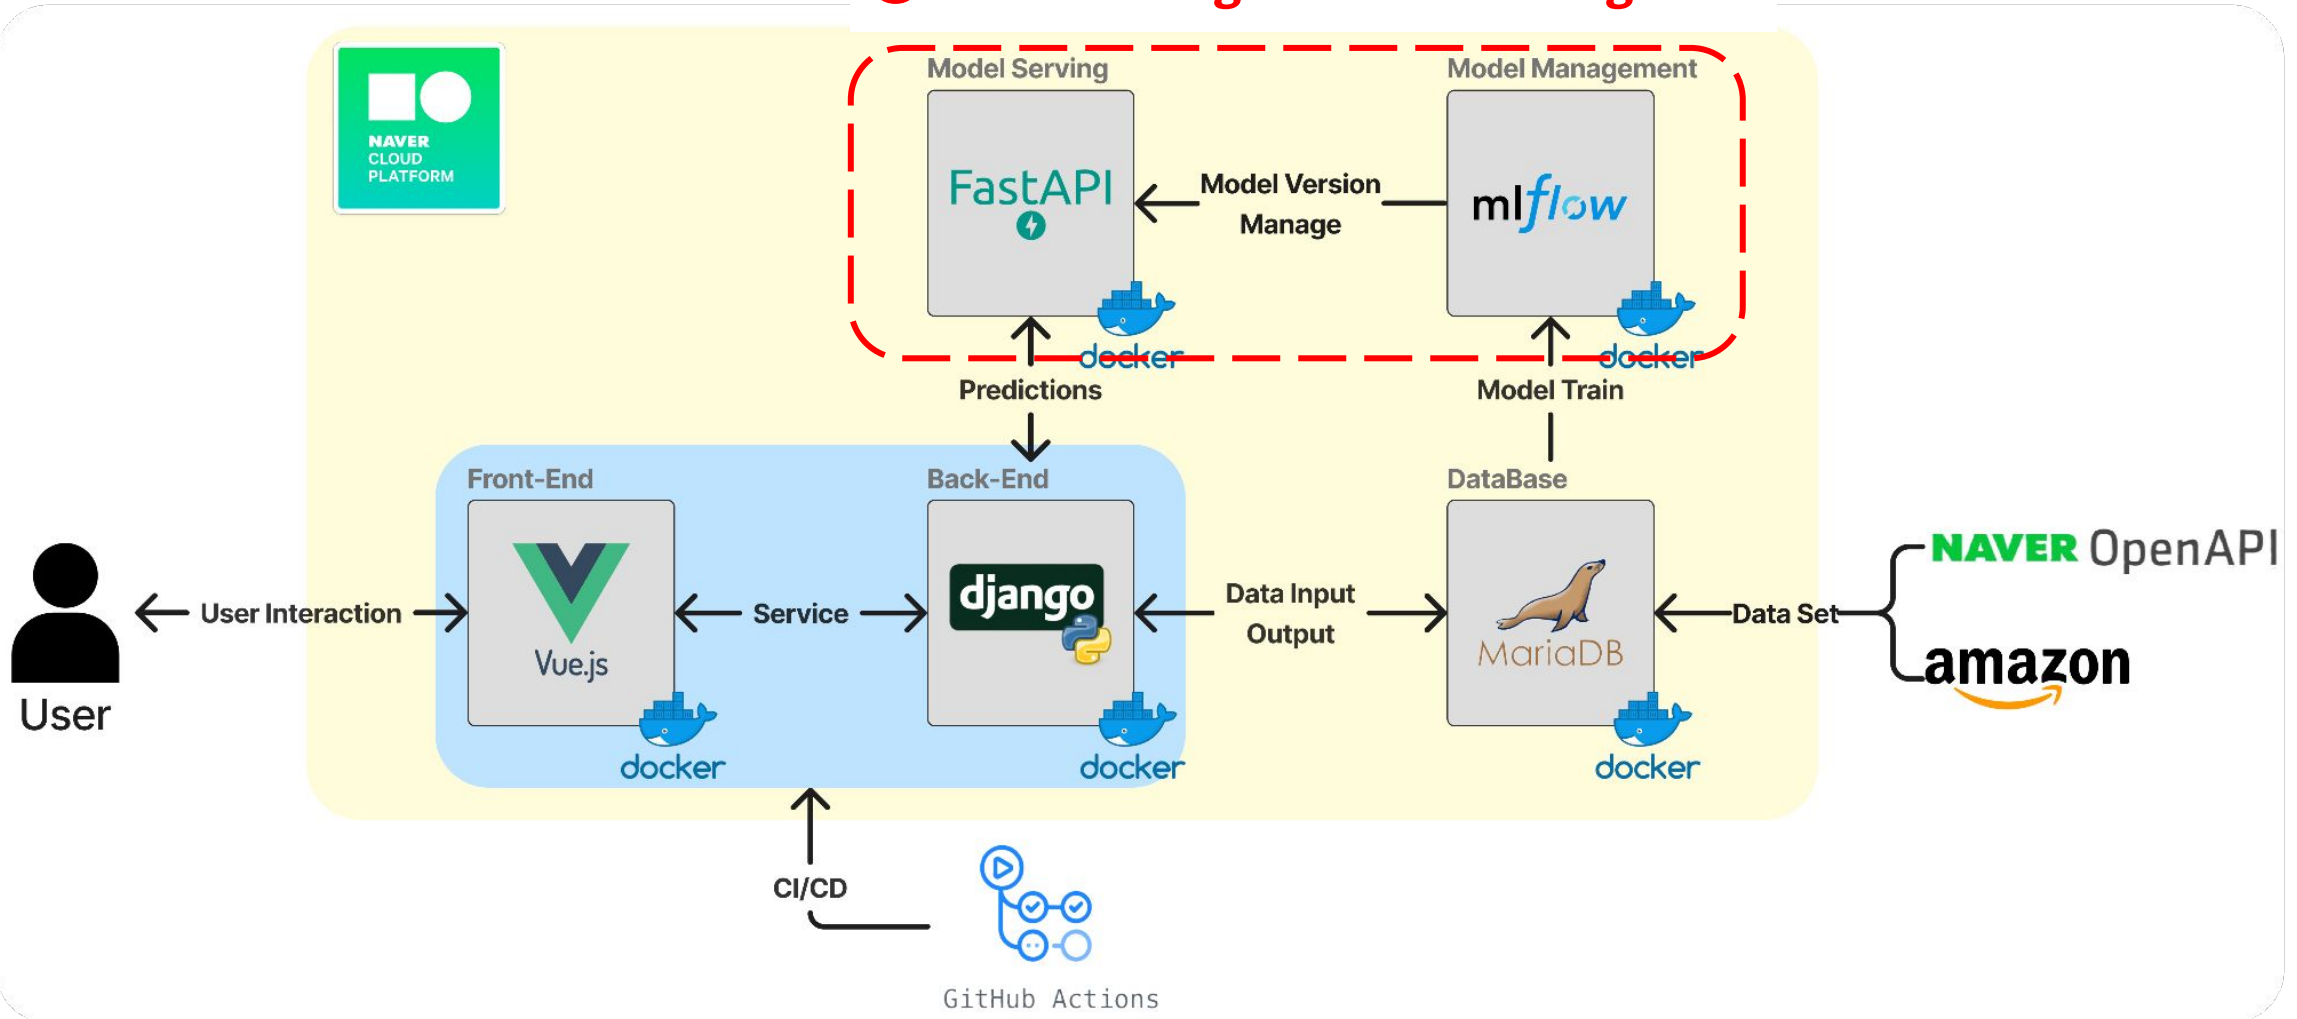 NAVER
CLOUD
PLATFORM
Model Serving
FastAPI
docker
Model Version
Manage
Model Management
mlflow
docker
Predictions
Model Train
Front-End
Vue.js
docker
Back-End
django
docker
DataBase
MariaDB
docker
User
User Interaction
Service
Data Input
Output
Data Set
NAVER OpenAPI
amazon
CI/CD
GitHub Actions